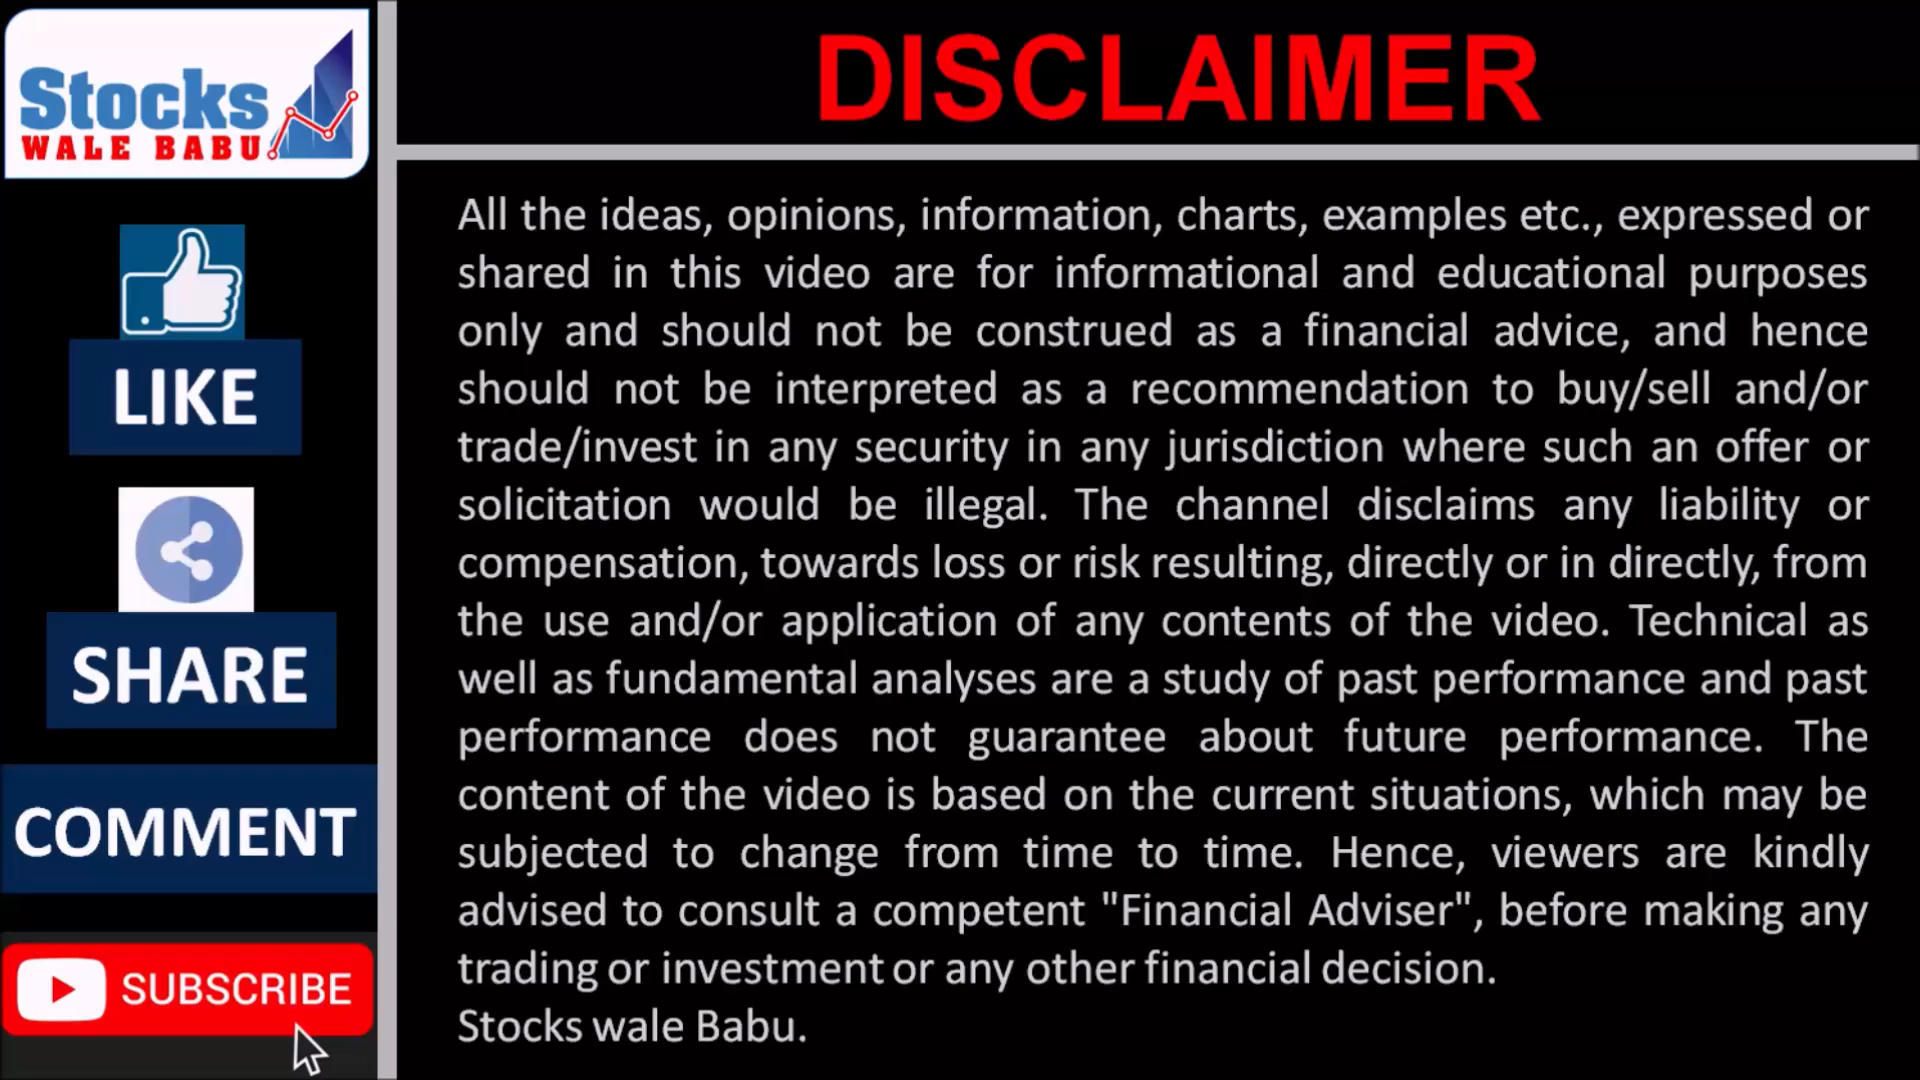 Stocks
WALE BABU
LIKE
SHARE
COMMENT
SUBSCRIBE
DISCLAIMER
All the ideas, opinions, information, charts, examples etc., expressed or
shared in this video are for informational and educational purposes
only and should not be construed as a financial advice, and hence
should not be interpreted as a recommendation to buy/sell and/or
trade/invest in any security in any jurisdiction where such an offer or
solicitation would be illegal. The channel disclaims any liability or
compensation, towards loss or risk resulting, directly or in directly, from
the use and/or application of any contents of the video. Technical as
well as fundamental analyses are a study of past performance and past
performance does not guarantee about future performance. The
content of the video is based on the current situations, which may be
subjected to change from time to time. Hence, viewers are kindly
advised to consult a competent "Financial Adviser", before making any
trading or investment or any other financial decision.
Stocks wale Babu.